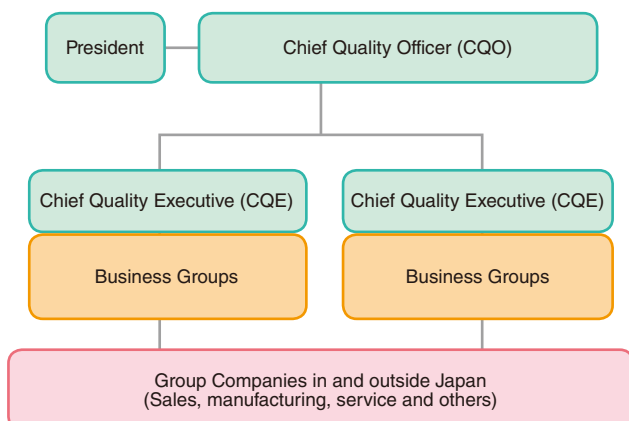 President
Chief Quality Officer (CQO)
Chief Quality Executive (CQE)
Chief Quality Executive (CQE)
Business Groups
Business Groups
Group Companies in and outside Japan
(Sales, manufacturing, service and others)